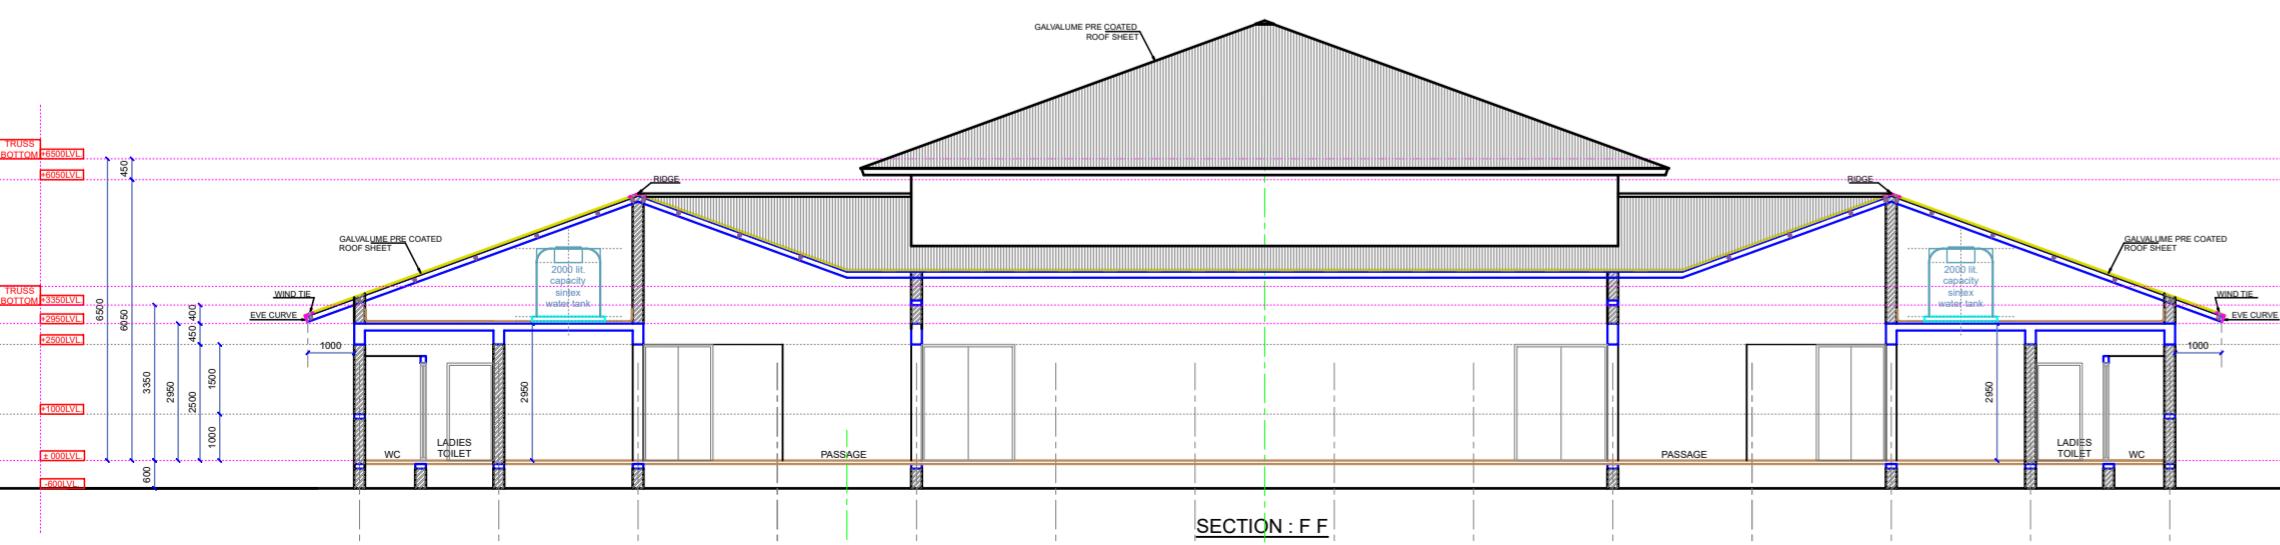 GALVALUME PRE COATED
ROOF SHEET
TRUSS
BOTTOM
+6500LVL.
+6050LVL.
450
6500
6050
RIDGE
RIDGE
GALVALUME PRE COATED
ROOF SHEET
GALVALUME PRE COATED
ROOF SHEET
2000 lit.
capacity
sintex
water tank
2000 lit.
capacity
sintex
water tank
TRUSS
BOTTOM
+3350LVL.
+2950LVL.
+2500LVL.
WIND TIE
EVE CURVE
WIND TIE
EVE CURVE
400
450
1000
1000
3350
2950
2500
1500
1000
2950
2950
+1000LVL.
± 000LVL.
-600LVL.
600
WC
LADIES
TOILET
PASSAGE
PASSAGE
LADIES
TOILET
WC
SECTION : F F